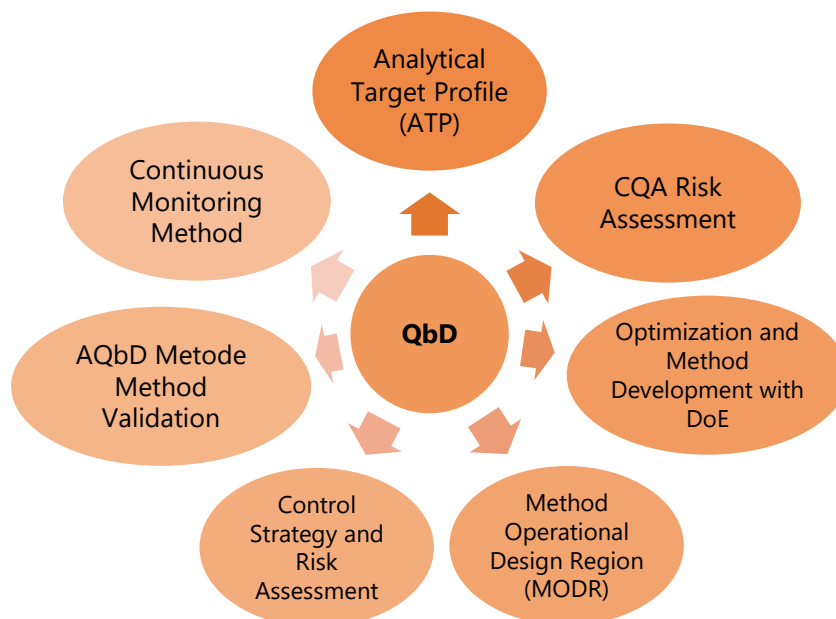 Analytical
Target Profile
(ATP)
CQA Risk
Assessment
Optimization and
Method
Development with
DoE
Method
Operational
Design Region
(MODR)
Control
Strategy and
Risk
Assessment
AQbD Metode
Method
Validation
Continuous
Monitoring
Method
QbD